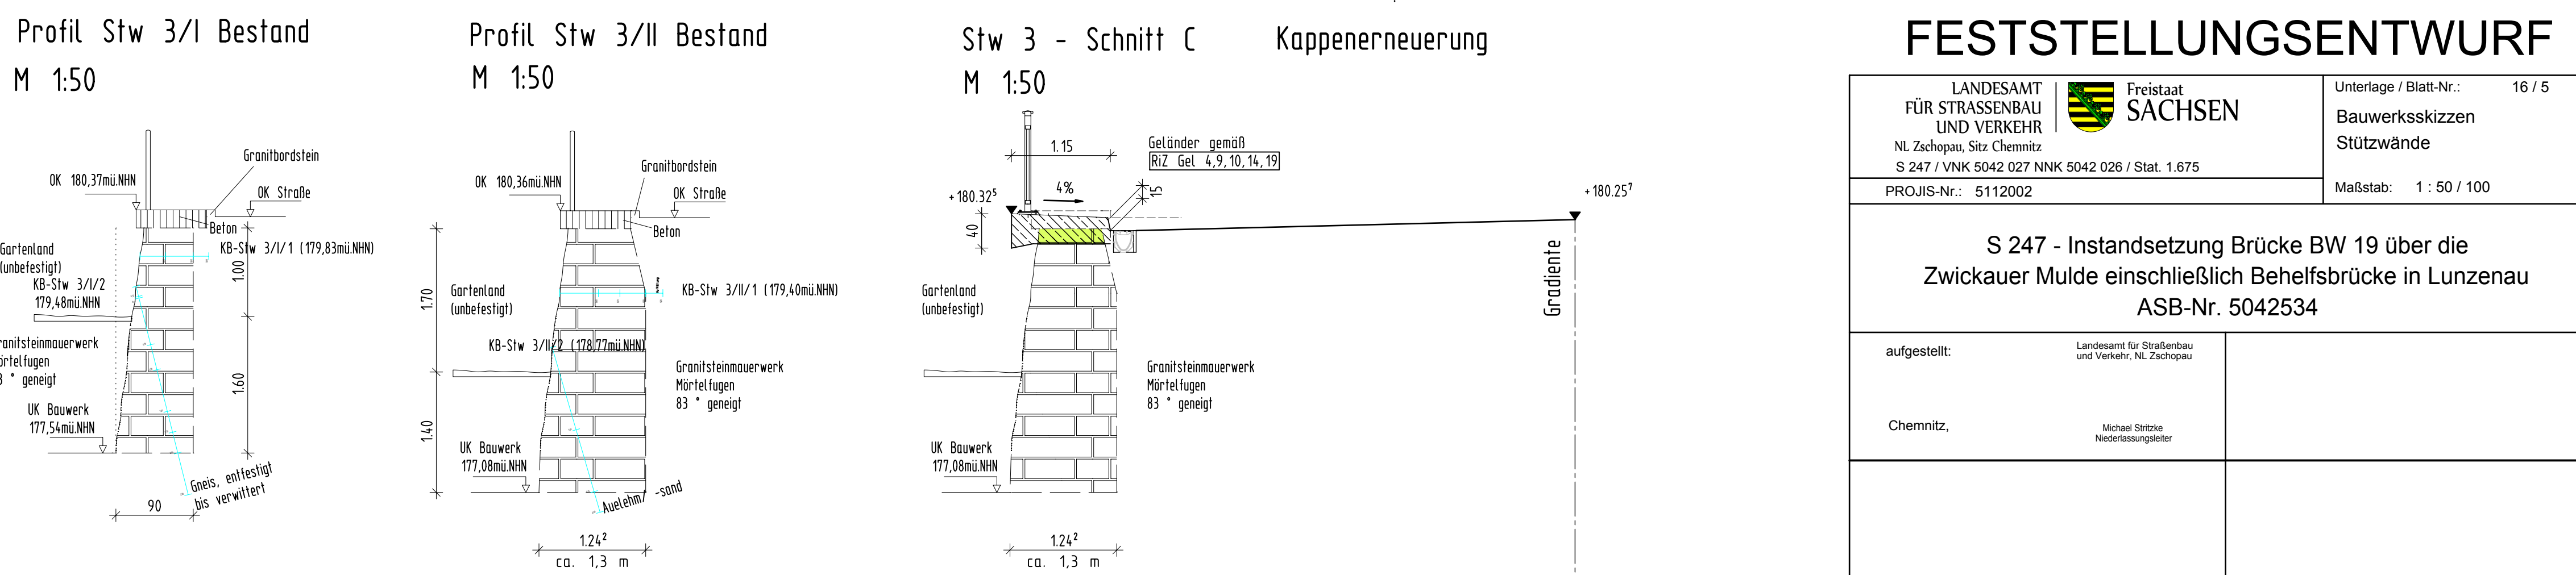 Profil Stw 3/I Bestand
M 1:50
Granitbordstein
OK 180,37mü.NHN
OK Straße
Beton
Gartenland
(unbefestigt)
KB-Stw 3/I/1 (179,83mü.NHN)
1.00
KB-Stw 3/I/2
179,48mü.NHN
ranitsteinmauerwerk
örtelfugen
3 ° geneigt
1.60
UK Bauwerk
177,54mü.NHN
Gneis, entfestigt
bis verwittert
90
Profil Stw 3/II Bestand
M 1:50
Granitbordstein
OK 180,36mü.NHN
OK Straße
Beton
1.70
Gartenland
(unbefestigt)
KB-Stw 3/II/1 (179,40mü.NHN)
KB-Stw 3/II/2 (178,77mü.NHN)
Granitsteinmauerwerk
Mörtelfugen
83 ° geneigt
1.40
UK Bauwerk
177,08mü.NHN
Auelehm/ -sand
1.24²
ca. 1,3 m
Stw 3 - Schnitt C Kappenerneuerung
M 1:50
1.15
Geländer gemäß
RiZ Gel 4,9,10,14,19
+180.32⁵
4%
15
+180.25⁷
40
Gradiente
Gartenland
(unbefestigt)
Granitsteinmauerwerk
Mörtelfugen
83 ° geneigt
UK Bauwerk
177,08mü.NHN
1.24²
ca. 1,3 m
FESTSTELLUNGSENTWURF
LANDESAMT
FÜR STRASSENBAU
UND VERKEHR
NL Zschopau, Sitz Chemnitz
Freistaat
SACHSEN
S 247 / VNK 5042 027 NNK 5042 026 / Stat. 1.675
PROJIS-Nr.: 5112002
Unterlage / Blatt-Nr.: 16 / 5
Bauwerksskizzen
Stützwände
Maßstab: 1 : 50 / 100
S 247 - Instandsetzung Brücke BW 19 über die
Zwickauer Mulde einschließlich Behelfsbrücke in Lunzenau
ASB-Nr. 5042534
aufgestellt:
Landesamt für Straßenbau
und Verkehr, NL Zschopau
Chemnitz,
Michael Stritzke
Niederlassungsleiter